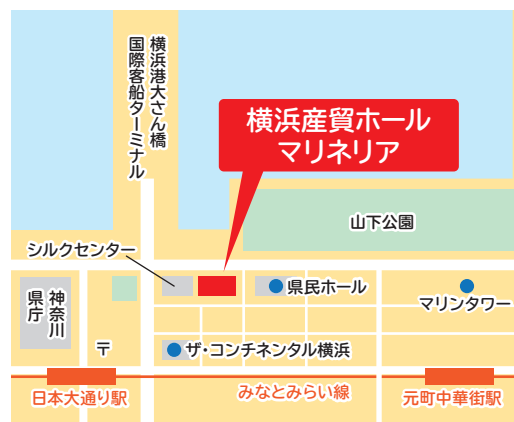 横浜港大さん橋
国際客船ターミナル
横浜産貿ホール
マリネリア
山下公園
シルクセンター
県民ホール
マリンタワー
神奈川
県庁
〒
ザ・コンチネンタル横浜
みなとみらい線
日本大通り駅
元町中華街駅